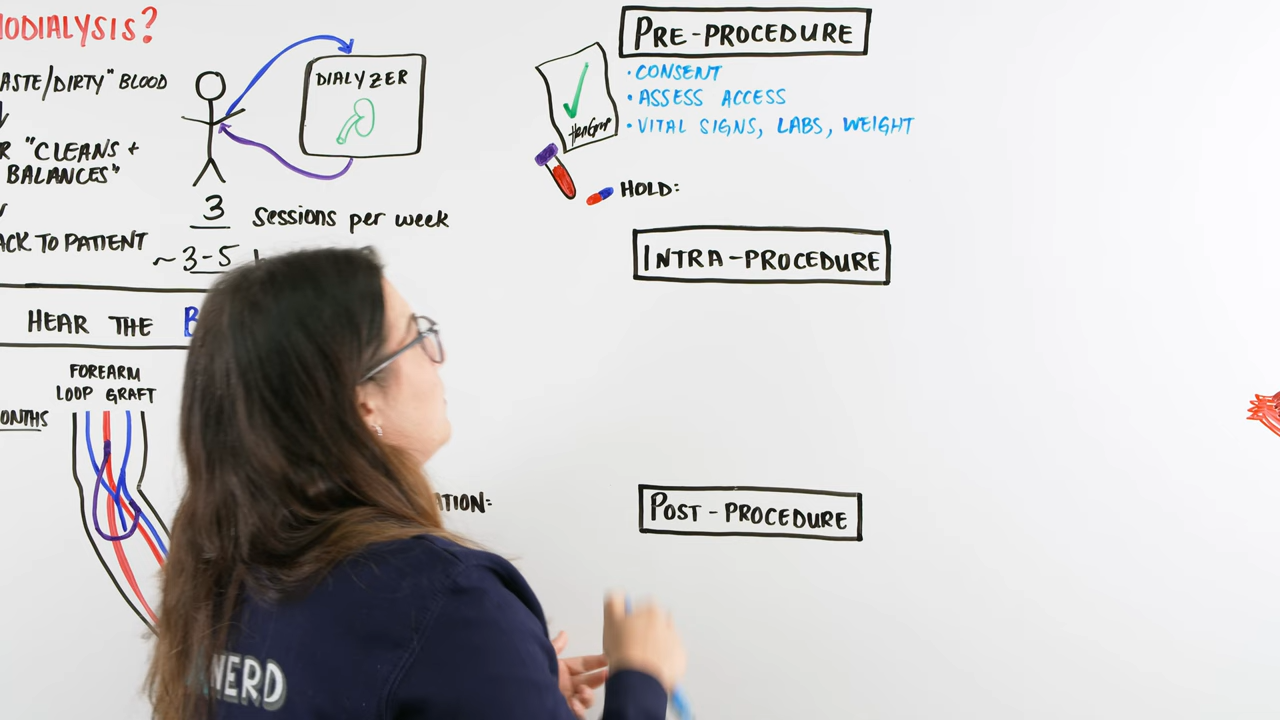 ODIALYSIS?
ASTE/DIRTY" BLOOD
R "CLEANS +
BALANCES"
ACK TO PATIENT
DIALYZER
3 sessions per week
~3-5
HEAR THE B
FOREARM
LOOP GRAFT
ONTHS
ATION:
PRE-PROCEDURE
• CONSENT
• ASSESS ACCESS
• VITAL SIGNS, LABS, WEIGHT
HOLD:
INTRA-PROCEDURE
POST-PROCEDURE
NERD